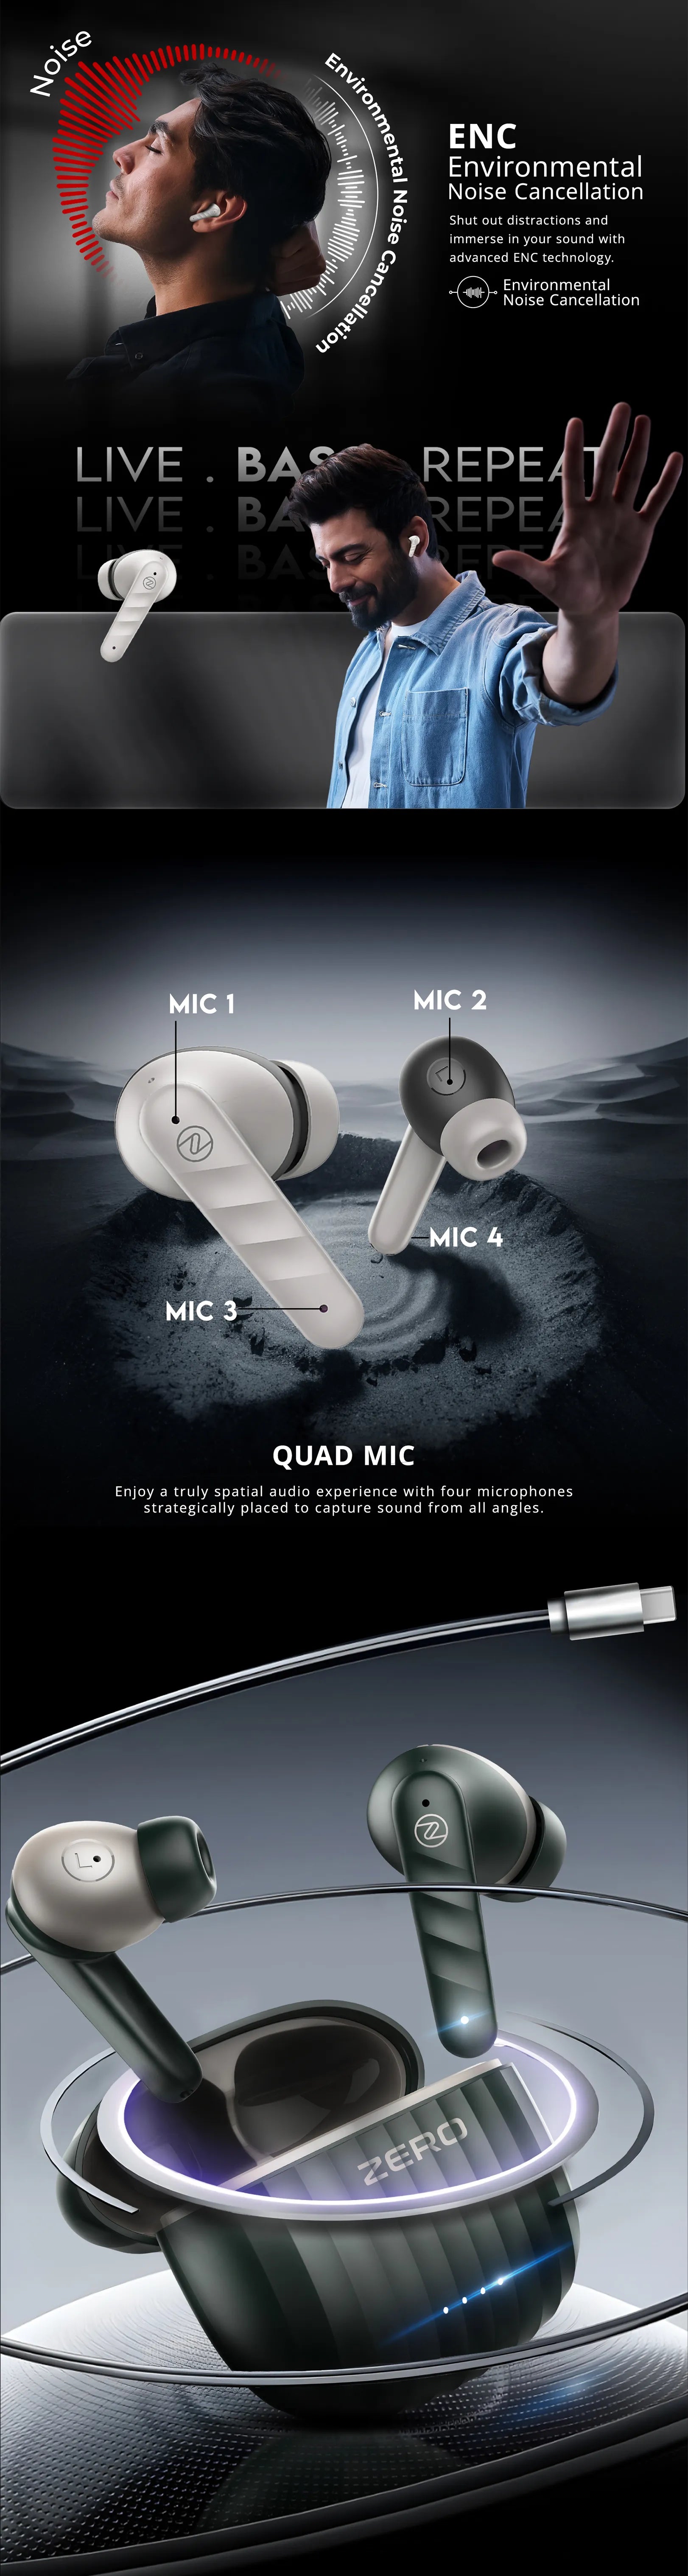 Noise
Environmental Noise Cancellation
ENC
Environmental
Noise Cancellation
Shut out distractions and
immerse in your sound with
advanced ENC technology.
Environmental
Noise Cancellation
LIVE . REPEAT
LIVE . REPEA
LIVE . REPE
MIC 1
MIC 2
L
MIC 4
MIC 3
QUAD MIC
Enjoy a truly spatial audio experience with four microphones
strategically placed to capture sound from all angles.
L
ZERO